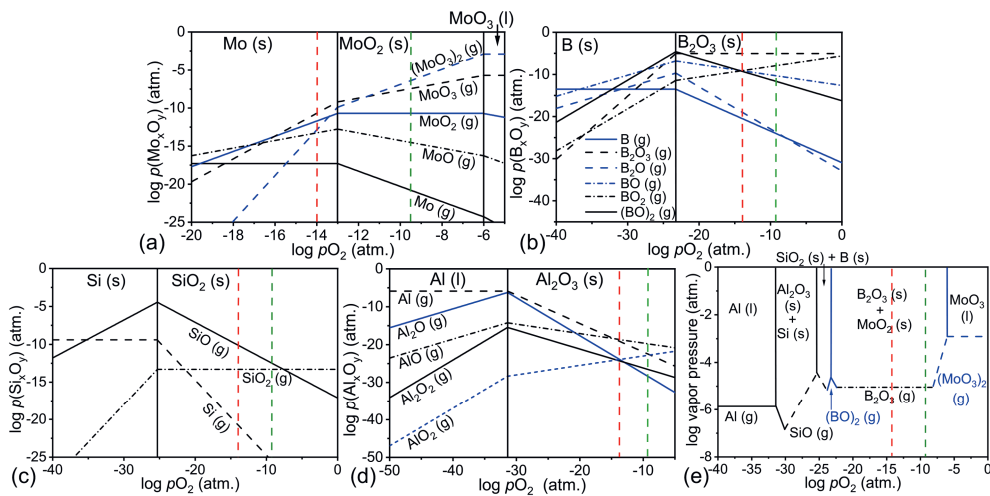 MoO3 (l)
Mo (s)
MoO2 (s)
(MoO3)2 (g)
MoO3 (g)
MoO2 (g)
MoO (g)
Mo (g)
log p(MoxOy) (atm.)
0
-5
-10
-15
-20
-25
-20 -18 -16 -14 -12 -10 -8 -6
log pO2 (atm.)
(a)
B (s)
B2O3 (s)
B (g)
B2O3 (g)
B2O (g)
BO (g)
BO2 (g)
(BO)2 (g)
log p(BxOy) (atm.)
0
-10
-20
-30
-40
-40 -30 -20 -10 0
log pO2 (atm.)
(b)
Si (s)
SiO2 (s)
SiO (g)
SiO2 (g)
Si (g)
log p(SixOy) (atm.)
0
-5
-10
-15
-20
-25
-40 -30 -20 -10 0
log pO2 (atm.)
(c)
Al (l)
Al2O3 (s)
Al (g)
Al2O (g)
AlO (g)
Al2O2 (g)
AlO2 (g)
log p(AlxOy) (atm.)
0
-10
-20
-30
-40
-50
-50 -40 -30 -20 -10
log pO2 (atm.)
(d)
SiO2 (s) + B (s)
Al (l)
Al2O3
(s)
+
Si (s)
B2O3 (s)
+
MoO2 (s)
MoO3
(l)
Al (g)
SiO (g)
(BO)2 (g)
B2O3 (g)
(MoO3)2
(g)
log vapor pressure (atm.)
0
-2
-4
-6
-8
-40 -35 -30 -25 -20 -15 -10 -5 0
log pO2 (atm.)
(e)